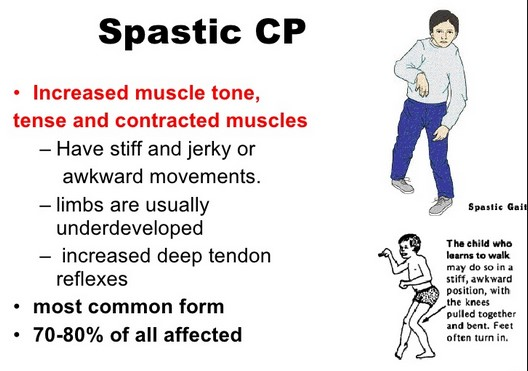 Spastic CP
• Increased muscle tone,
tense and contracted muscles
– Have stiff and jerky or
awkward movements.
– limbs are usually
underdeveloped
– increased deep tendon
reflexes
• most common form
• 70-80% of all affected
Spastic Gait
The child who
learns to walk
may do so in a
stiff, awkward
position, with
the knees
pulled together
and bent. Feet
often turn in.